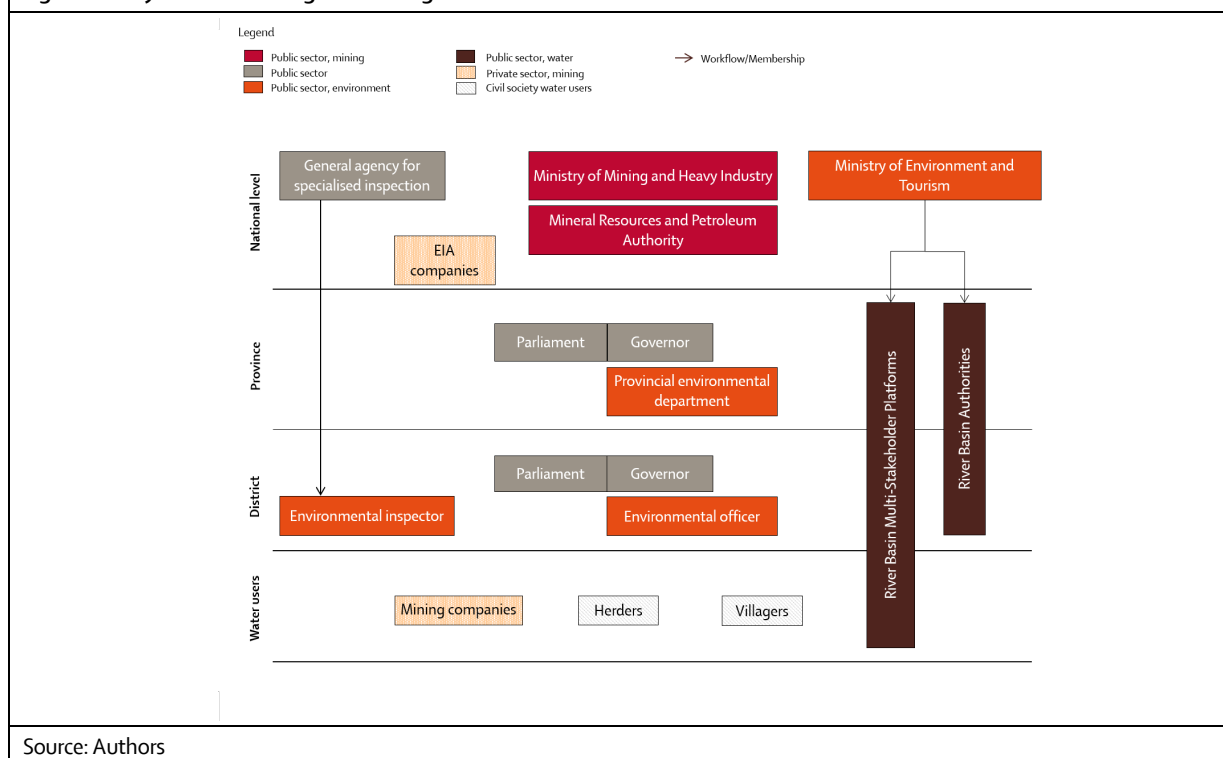 Legend
Public sector, mining
Public sector, water
Workflow/Membership
Public sector
Private sector, mining
Public sector, environment
Civil society water users
National level
General agency for
specialised inspection
Ministry of Mining and Heavy Industry
Ministry of Environment and
Tourism
Mineral Resources and Petroleum
Authority
EIA
companies
Province
Parliament
Governor
Provincial environmental
department
River Basin Multi-Stakeholder Platforms
River Basin Authorities
District
Parliament
Governor
Environmental inspector
Environmental officer
Water users
Mining companies
Herders
Villagers
Source: Authors